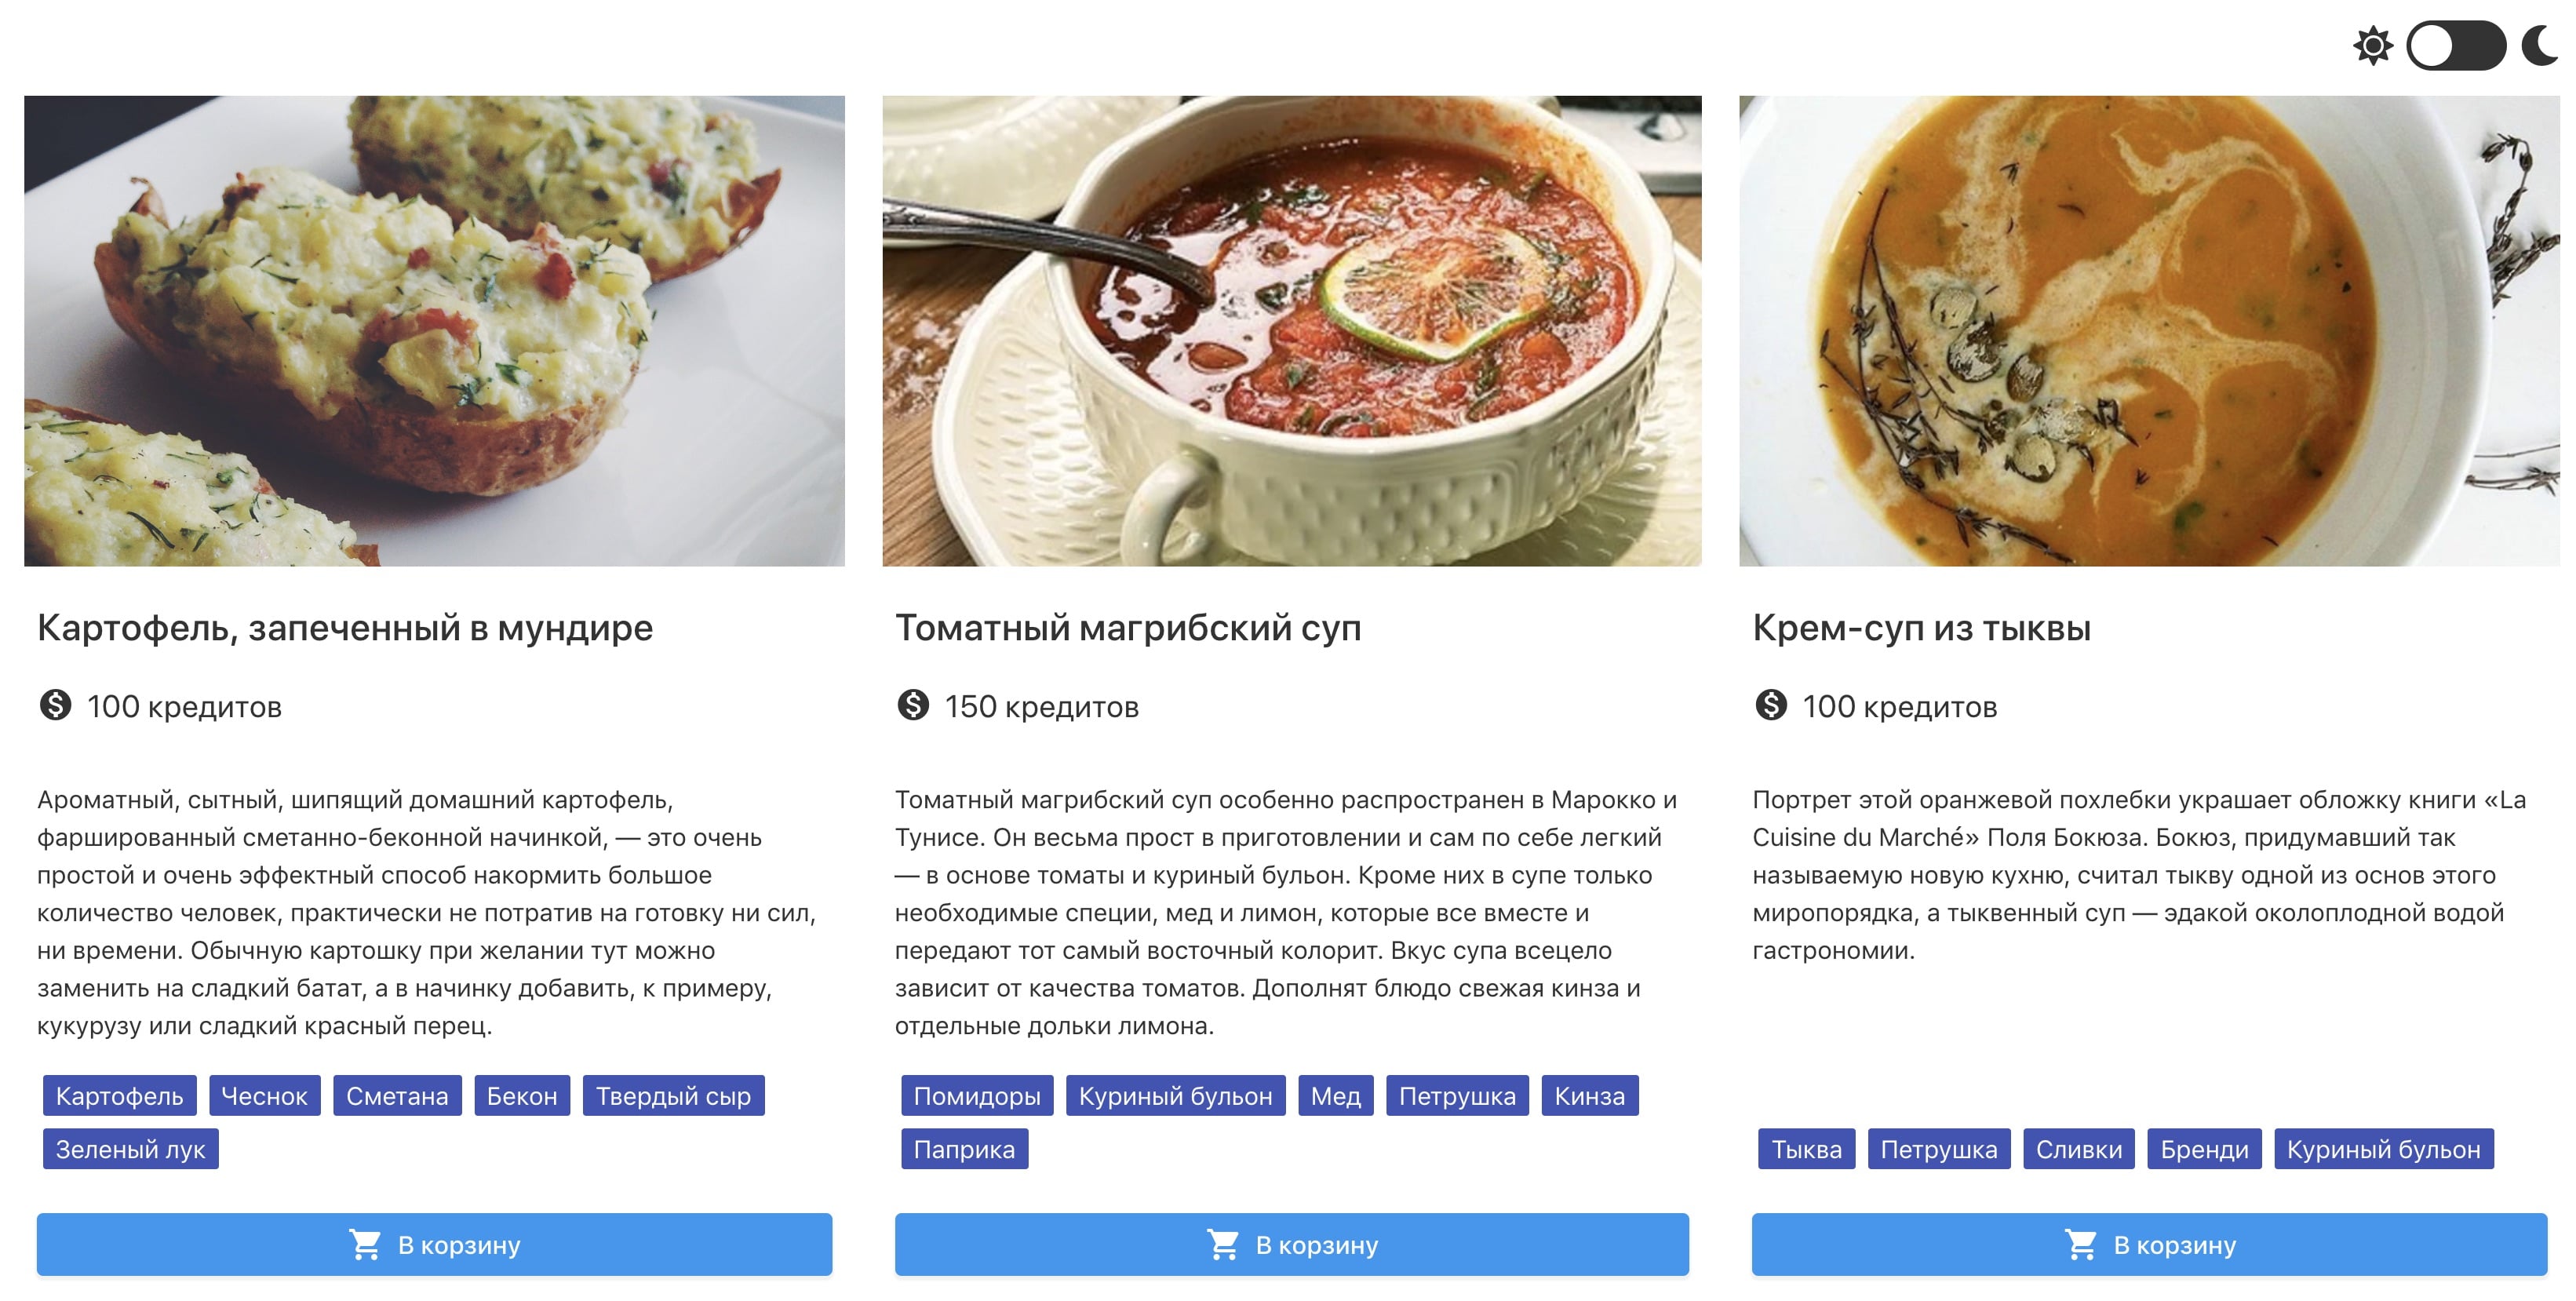 Картофель, запеченный в мундире
100 кредитов
Ароматный, сытный, шипящий домашний картофель,
фаршированный сметанно-беконной начинкой, — это очень
простой и очень эффектный способ накормить большое
количество человек, практически не потратив на готовку ни сил,
ни времени. Обычную картошку при желании тут можно
заменить на сладкий батат, а в начинку добавить, к примеру,
кукурузу или сладкий красный перец.
Картофель Чеснок Сметана Бекон Твердый сыр
Зеленый лук
В корзину
Томатный магрибский суп
150 кредитов
Томатный магрибский суп особенно распространен в Марокко и
Тунисе. Он весьма прост в приготовлении и сам по себе легкий
— в основе томаты и куриный бульон. Кроме них в супе только
необходимые специи, мед и лимон, которые все вместе и
передают тот самый восточный колорит. Вкус супа всецело
зависит от качества томатов. Дополнят блюдо свежая кинза и
отдельные дольки лимона.
Помидоры Куриный бульон Мед Петрушка Кинза
Паприка
В корзину
Крем-суп из тыквы
100 кредитов
Портрет этой оранжевой похлебки украшает обложку книги «La
Cuisine du Marché» Поля Бокюза. Бокюз, придумавший так
называемую новую кухню, считал тыкву одной из основ этого
миропорядка, а тыквенный суп — эдакой околоплодной водой
гастрономии.
Тыква Петрушка Сливки Бренди Куриный бульон
В корзину